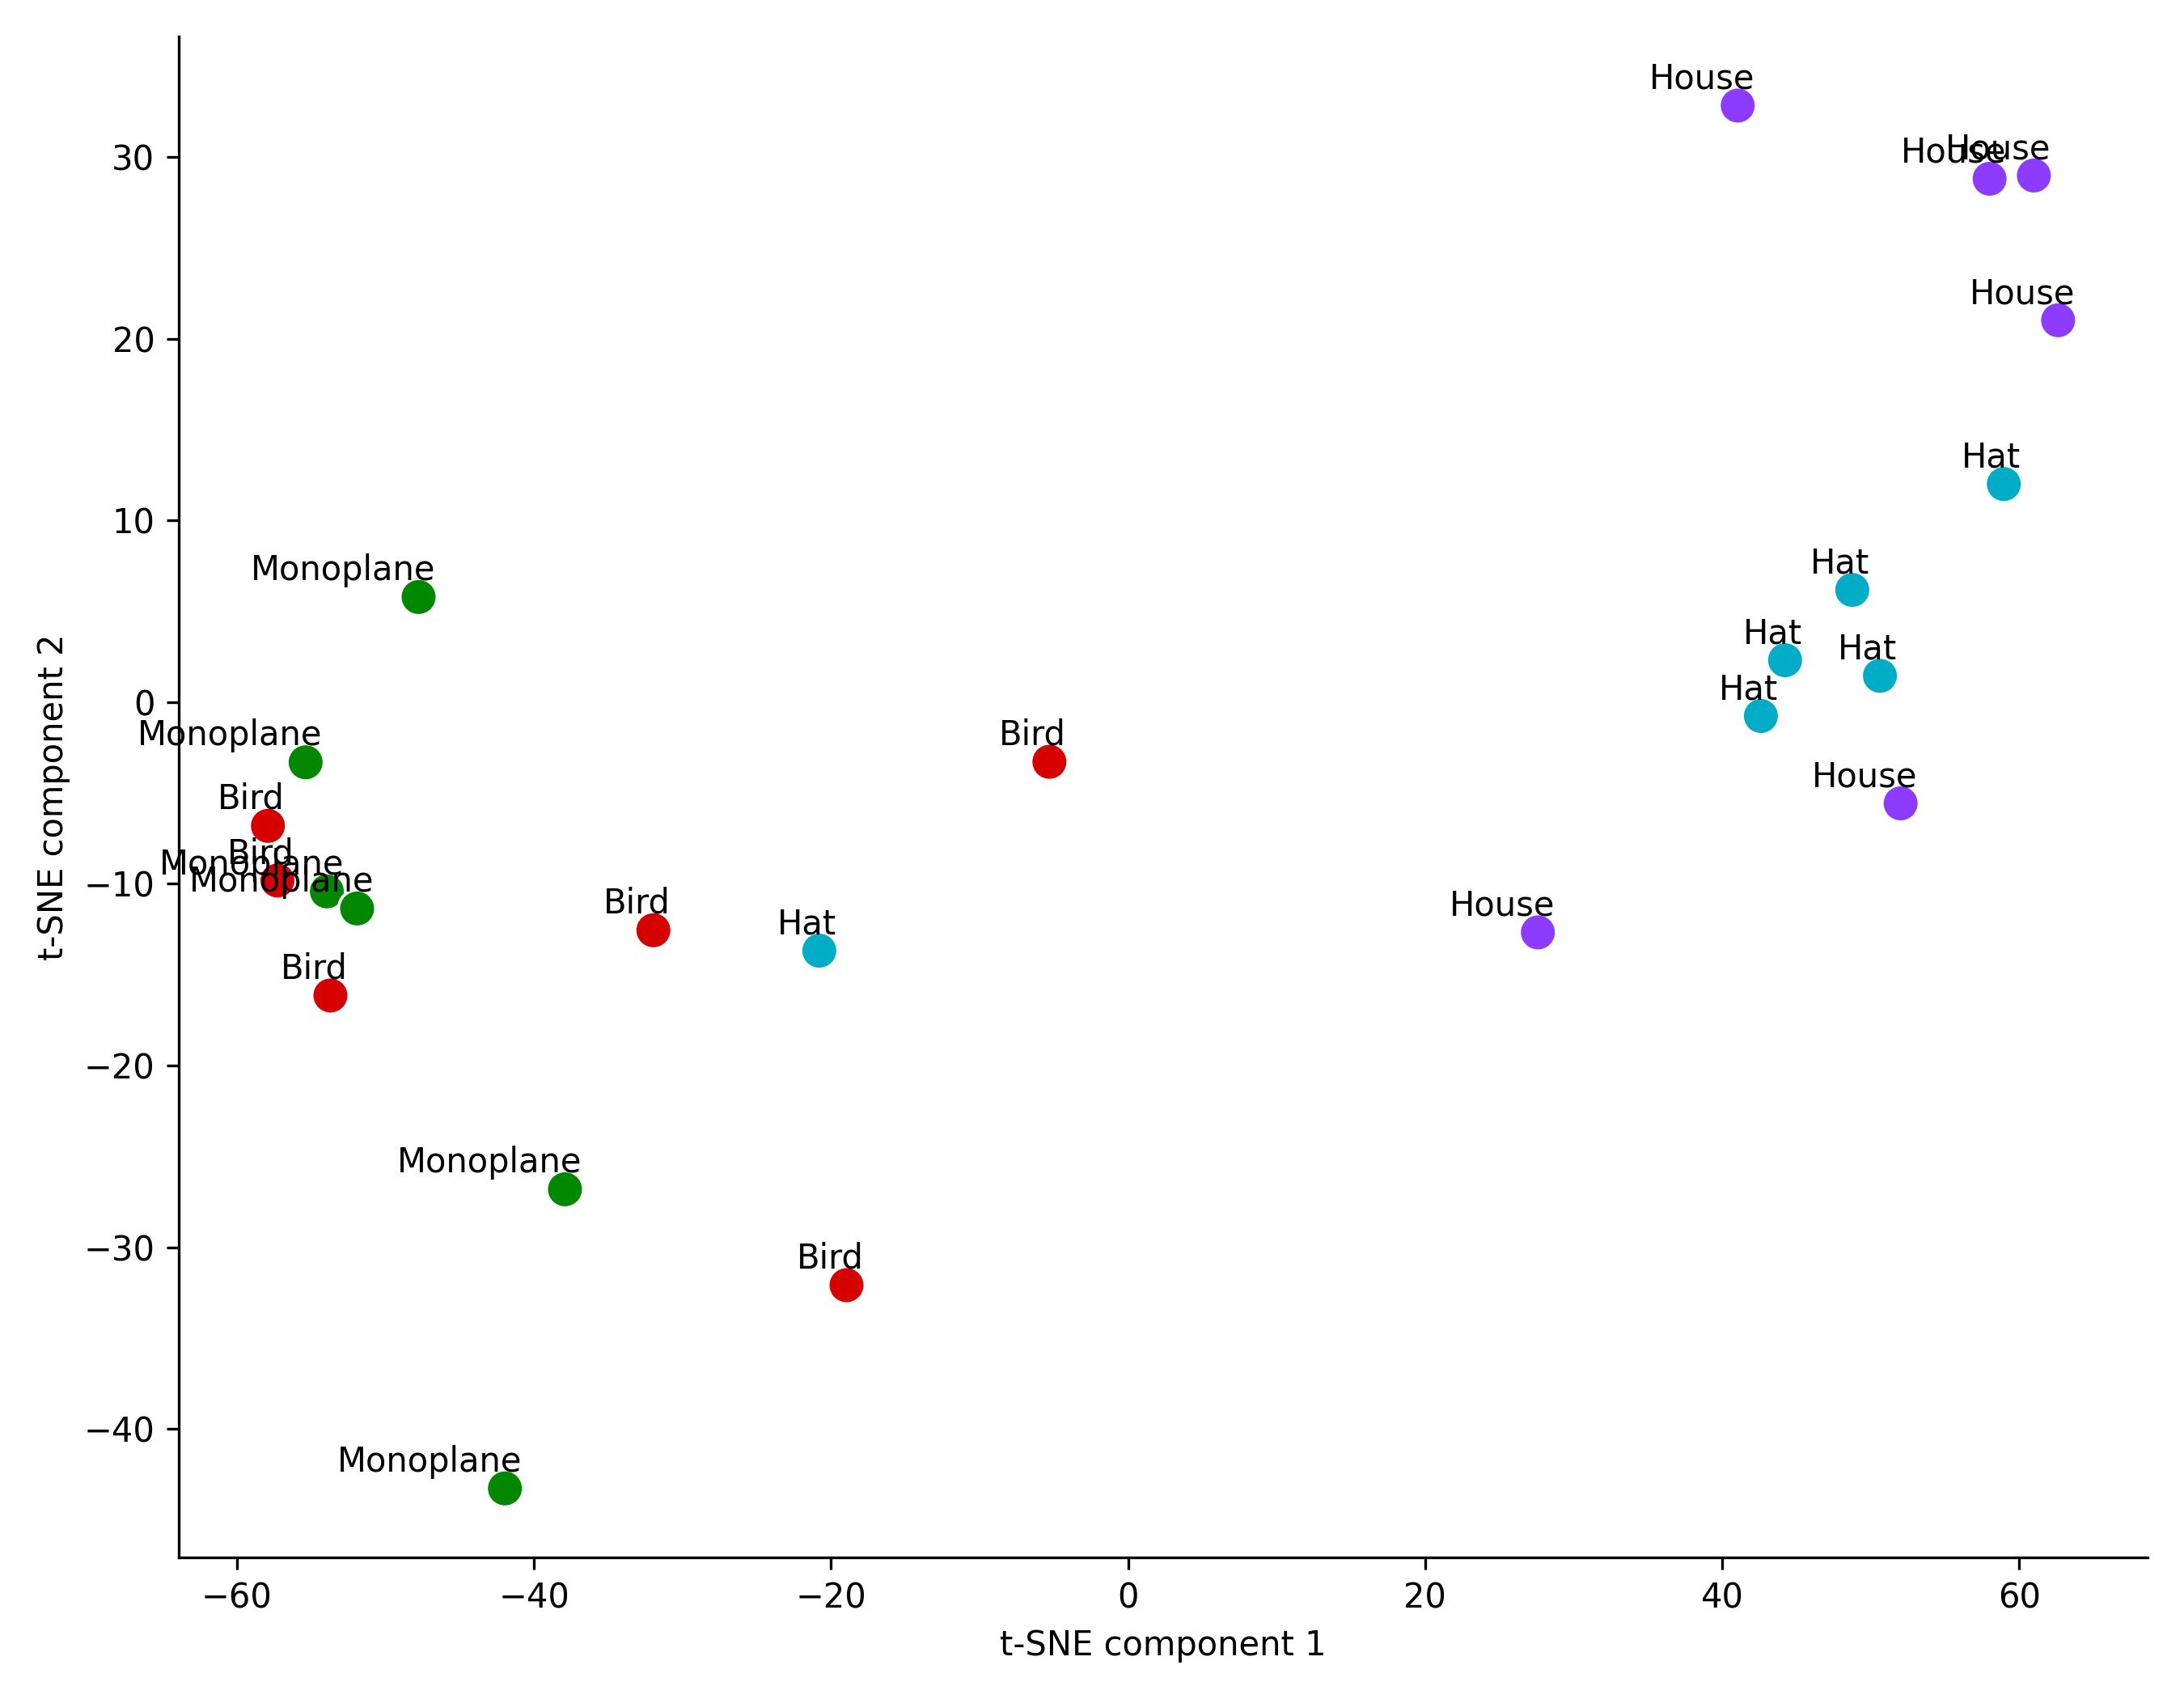 House
House
House
30
House
20
Hat
10
Monoplane
Hat
Hat
Hat
0
Hat
Monoplane
Bird
House
Bird
Bird
Monoplane
Monoplane
−10
Bird
House
Hat
Bird
−20
Monoplane
Bird
−30
Monoplane
−40
−60
−40
−20
0
20
40
60
t-SNE component 1
t-SNE component 2